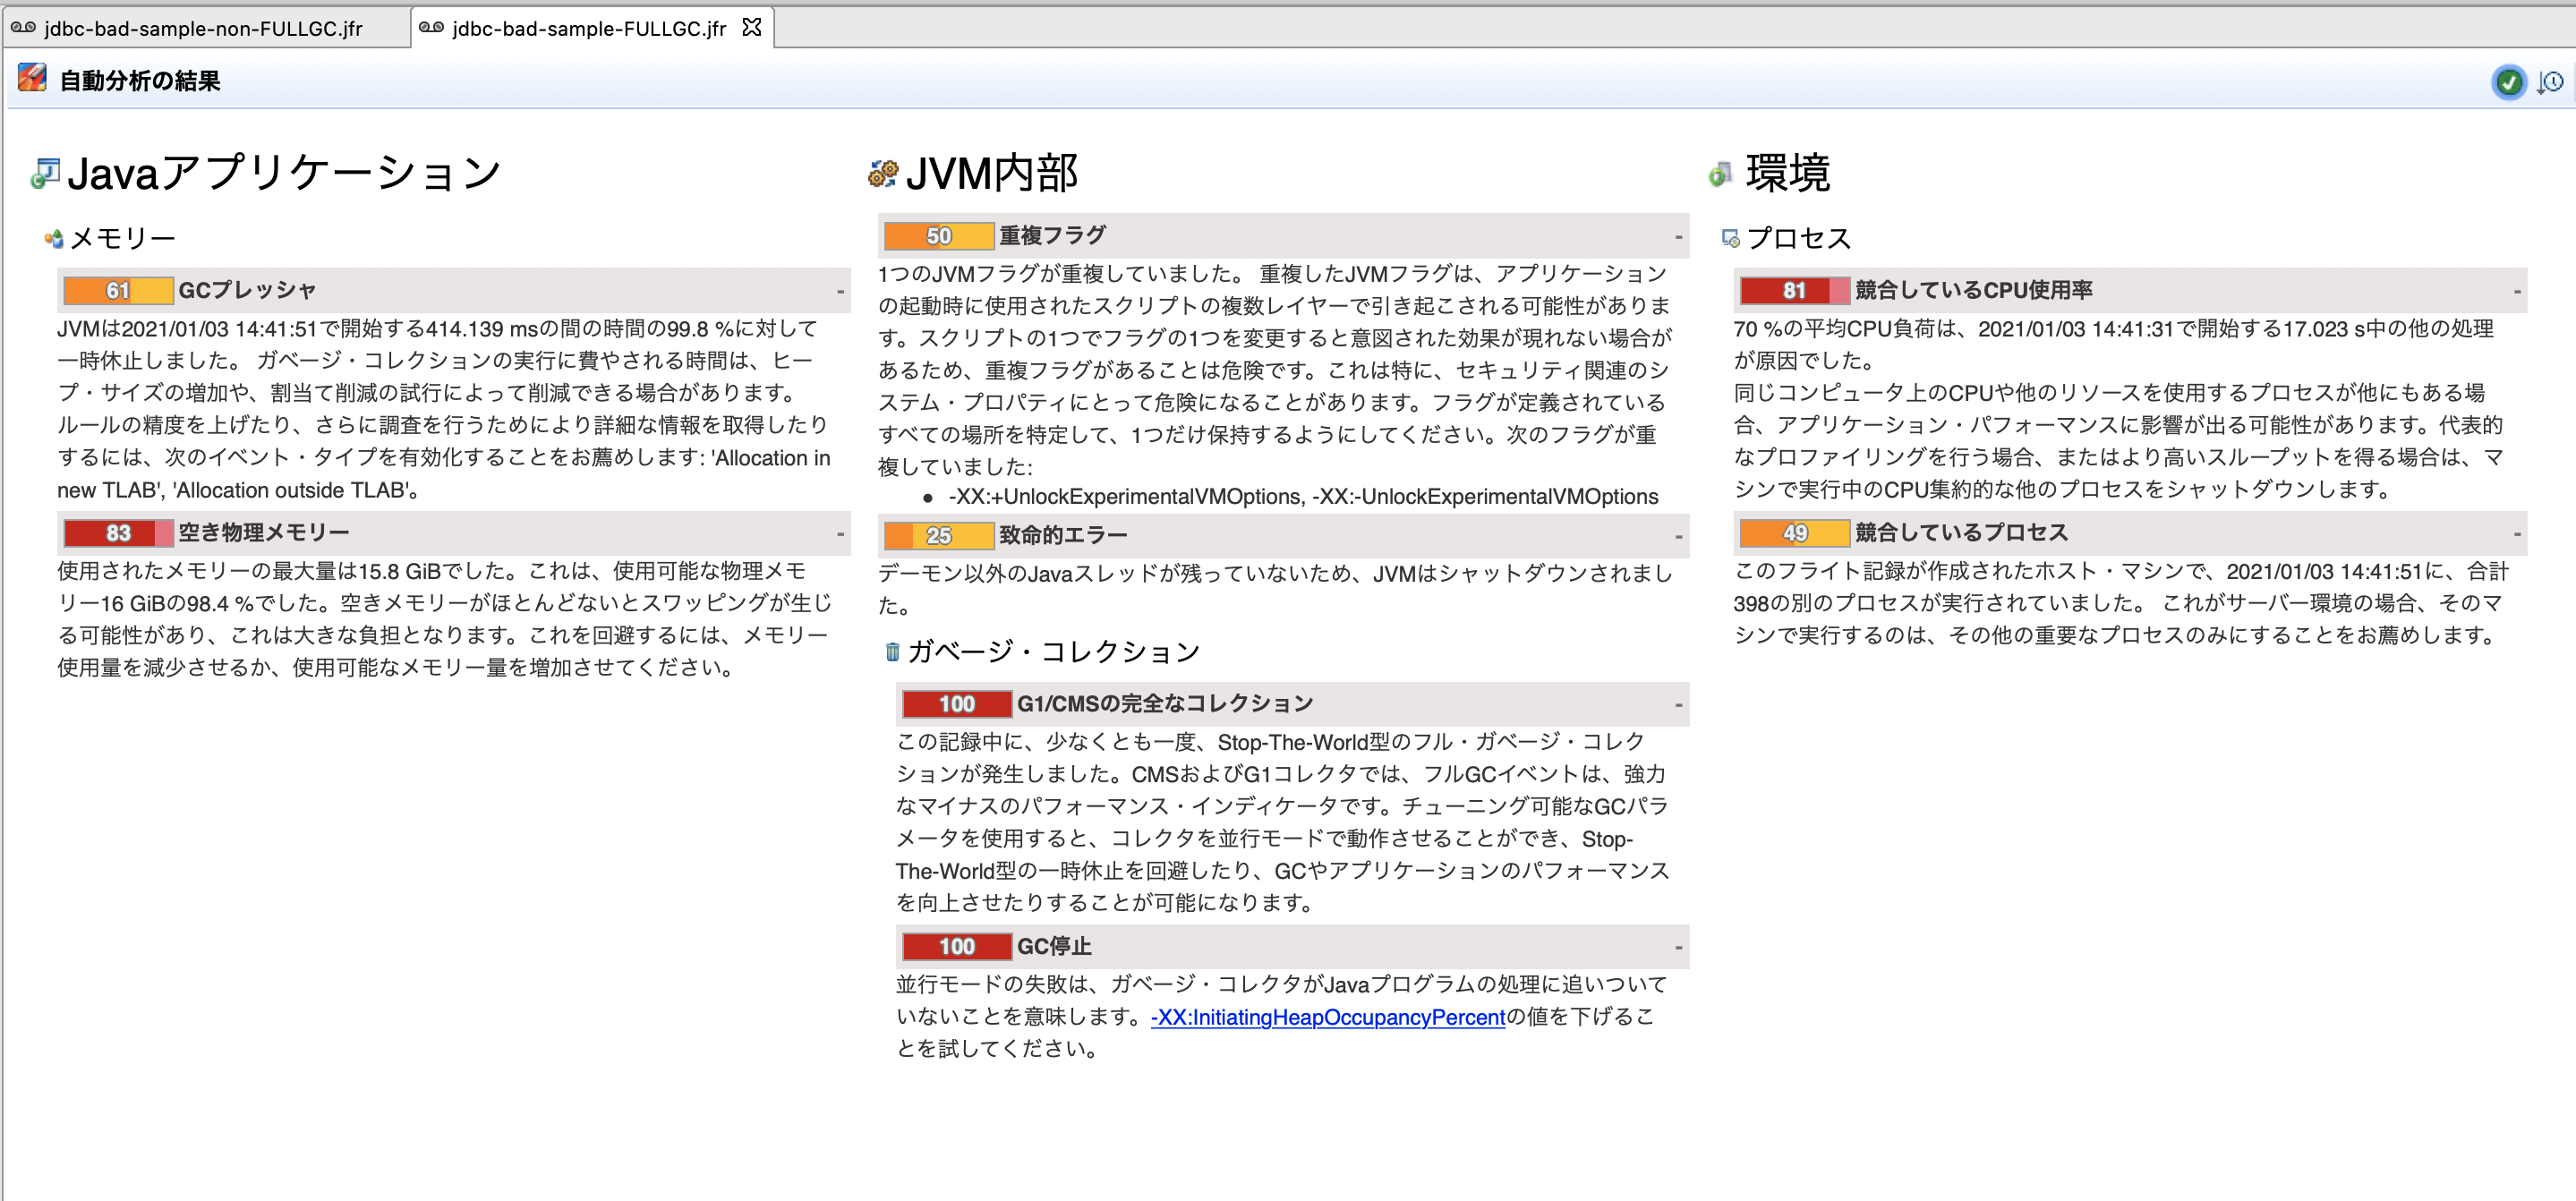 jdbc-bad-sample-non-FULLGC.jfr
jdbc-bad-sample-FULLGC.jfr
自動分析の結果
Javaアプリケーション
メモリー
61 GCプレッシャ -
JVMは2021/01/03 14:41:51で開始する414.139 msの間の時間の99.8 %に対して
一時休止しました。 ガベージ・コレクションの実行に費やされる時間は、ヒー
プ・サイズの増加や、割当て削減の試行によって削減できる場合があります。
ルールの精度を上げたり、さらに調査を行うためにより詳細な情報を取得したり
するには、次のイベント・タイプを有効化することをお薦めします: 'Allocation in
new TLAB', 'Allocation outside TLAB'。
83 空き物理メモリー -
使用されたメモリーの最大量は15.8 GiBでした。これは、使用可能な物理メモ
リー16 GiBの98.4 %でした。空きメモリーがほとんどないとスワッピングが生じ
る可能性があり、これは大きな負担となります。これを回避するには、メモリー
使用量を減少させるか、使用可能なメモリー量を増加させてください。
JVM内部
50 重複フラグ -
1つのJVMフラグが重複していました。 重複したJVMフラグは、アプリケーション
の起動時に使用されたスクリプトの複数レイヤーで引き起こされる可能性がありま
す。スクリプトの1つでフラグの1つを変更すると意図された効果が現れない場合が
あるため、重複フラグがあることは危険です。これは特に、セキュリティ関連のシ
ステム・プロパティにとって危険になることがあります。フラグが定義されている
すべての場所を特定して、1つだけ保持するようにしてください。次のフラグが重
複していました:
● -XX:+UnlockExperimentalVMOptions, -XX:-UnlockExperimentalVMOptions
25 致命的エラー -
デーモン以外のJavaスレッドが残っていないため、JVMはシャットダウンされまし
た。
ガベージ・コレクション
100 G1/CMSの完全なコレクション -
この記録中に、少なくとも一度、Stop-The-World型のフル・ガベージ・コレク
ションが発生しました。CMSおよびG1コレクタでは、フルGCイベントは、強力
なマイナスのパフォーマンス・インディケータです。チューニング可能なGCパラ
メータを使用すると、コレクタを並行モードで動作させることができ、Stop-
The-World型の一時休止を回避したり、GCやアプリケーションのパフォーマンス
を向上させたりすることが可能になります。
100 GC停止 -
並行モードの失敗は、ガベージ・コレクタがJavaプログラムの処理に追いついて
いないことを意味します。-XX:InitiatingHeapOccupancyPercentの値を下げるこ
とを試してください。
環境
プロセス
81 競合しているCPU使用率 -
70 %の平均CPU負荷は、2021/01/03 14:41:31で開始する17.023 s中の他の処理
が原因でした。
同じコンピュータ上のCPUや他のリソースを使用するプロセスが他にもある場
合、アプリケーション・パフォーマンスに影響が出る可能性があります。代表的
なプロファイリングを行う場合、またはより高いスループットを得る場合は、マ
シンで実行中のCPU集約的な他のプロセスをシャットダウンします。
49 競合しているプロセス -
このフライト記録が作成されたホスト・マシンで、2021/01/03 14:41:51に、合計
398の別のプロセスが実行されていました。 これがサーバー環境の場合、そのマ
シンで実行するのは、その他の重要なプロセスのみにすることをお薦めします。